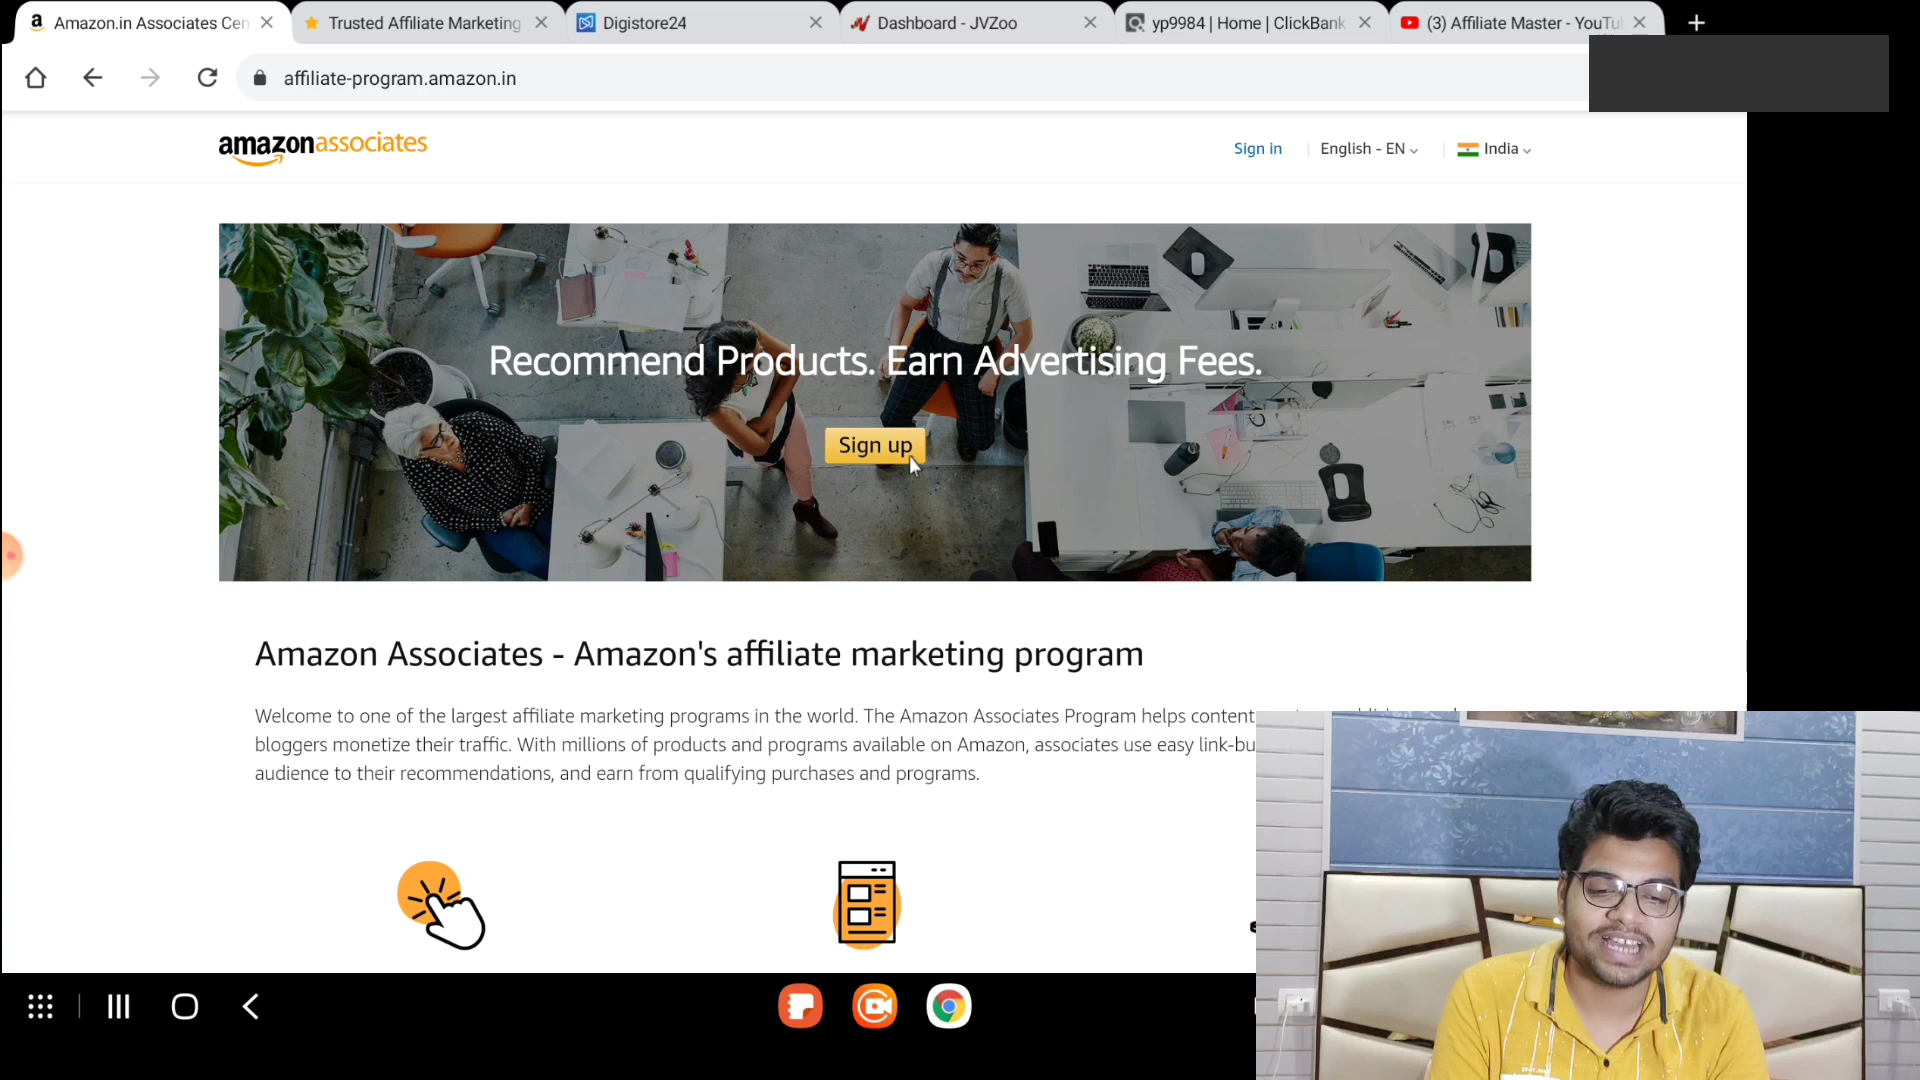 Amazon.in Associates Cen
Trusted Affiliate Marketing
Digistore24
Dashboard - JVZoo
yp9984 | Home | ClickBank
(3) Affiliate Master - YouTu
affiliate-program.amazon.in
amazonassociates
Sign in
English - EN
India
Recommend Products. Earn Advertising Fees.
Sign up
Amazon Associates - Amazon's affiliate marketing program
Welcome to one of the largest affiliate marketing programs in the world. The Amazon Associates Program helps content
bloggers monetize their traffic. With millions of products and programs available on Amazon, associates use easy link-bu
audience to their recommendations, and earn from qualifying purchases and programs.